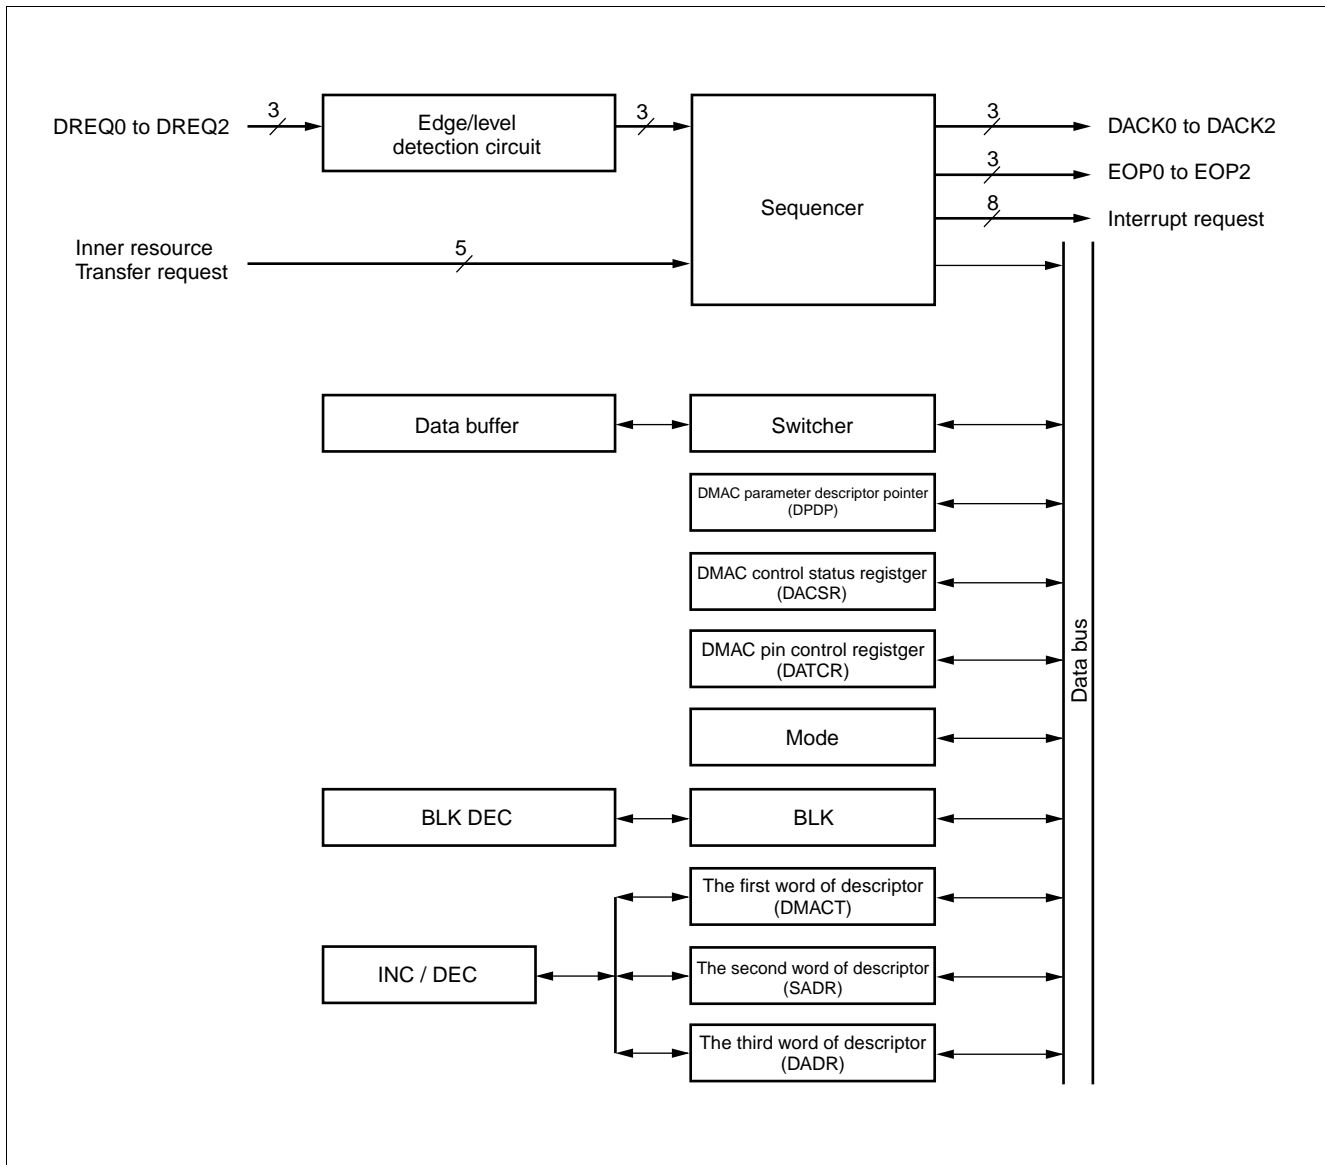 3
3
3
DREQ0 to DREQ2
Edge/level
detection circuit
DACK0 to DACK2
3
EOP0 to EOP2
Sequencer
8
Interrupt request
Inner resource
Transfer request
5
Data buffer
Switcher
DMAC parameter descriptor pointer
(DPDP)
DMAC control status registger
(DACSR)
DMAC pin control registger
(DATCR)
Data bus
Mode
BLK DEC
BLK
The first word of descriptor
(DMACT)
INC / DEC
The second word of descriptor
(SADR)
The third word of descriptor
(DADR)